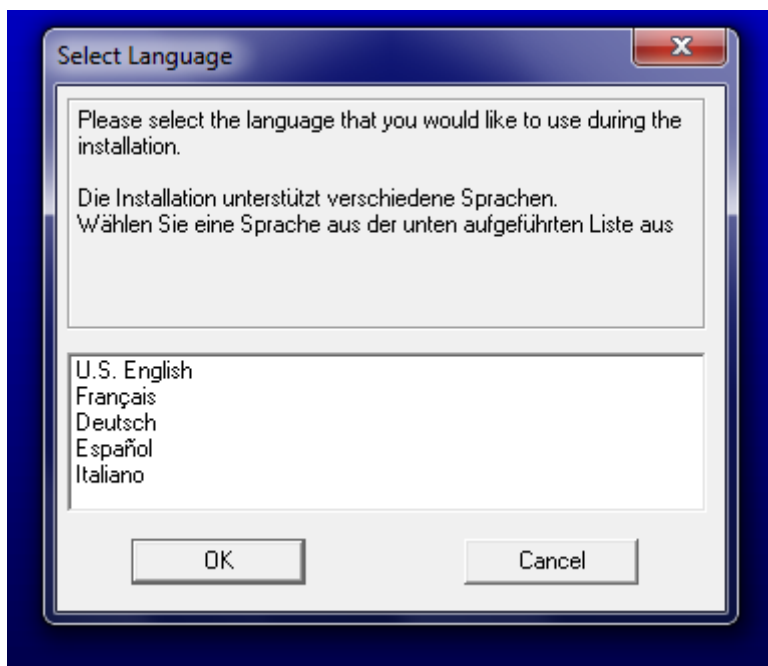 Select Language
Please select the language that you would like to use during the
installation.
Die Installation unterstützt verschiedene Sprachen.
Wählen Sie eine Sprache aus der unten aufgeführten Liste aus
U.S. English
Français
Deutsch
Español
Italiano
OK
Cancel